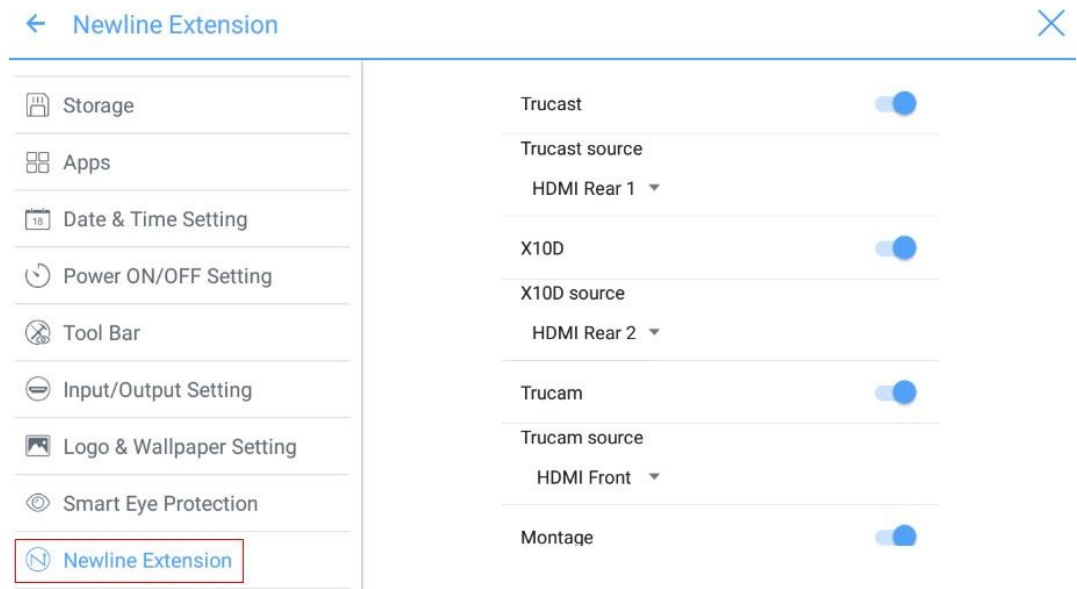 Newline Extension
Storage
Apps
18
Date & Time Setting
Power ON/OFF Setting
Tool Bar
Input/Output Setting
Logo & Wallpaper Setting
Smart Eye Protection
Newline Extension
Trucast
Trucast source
HDMI Rear 1
X10D
X10D source
HDMI Rear 2
Trucam
Trucam source
HDMI Front
Montage